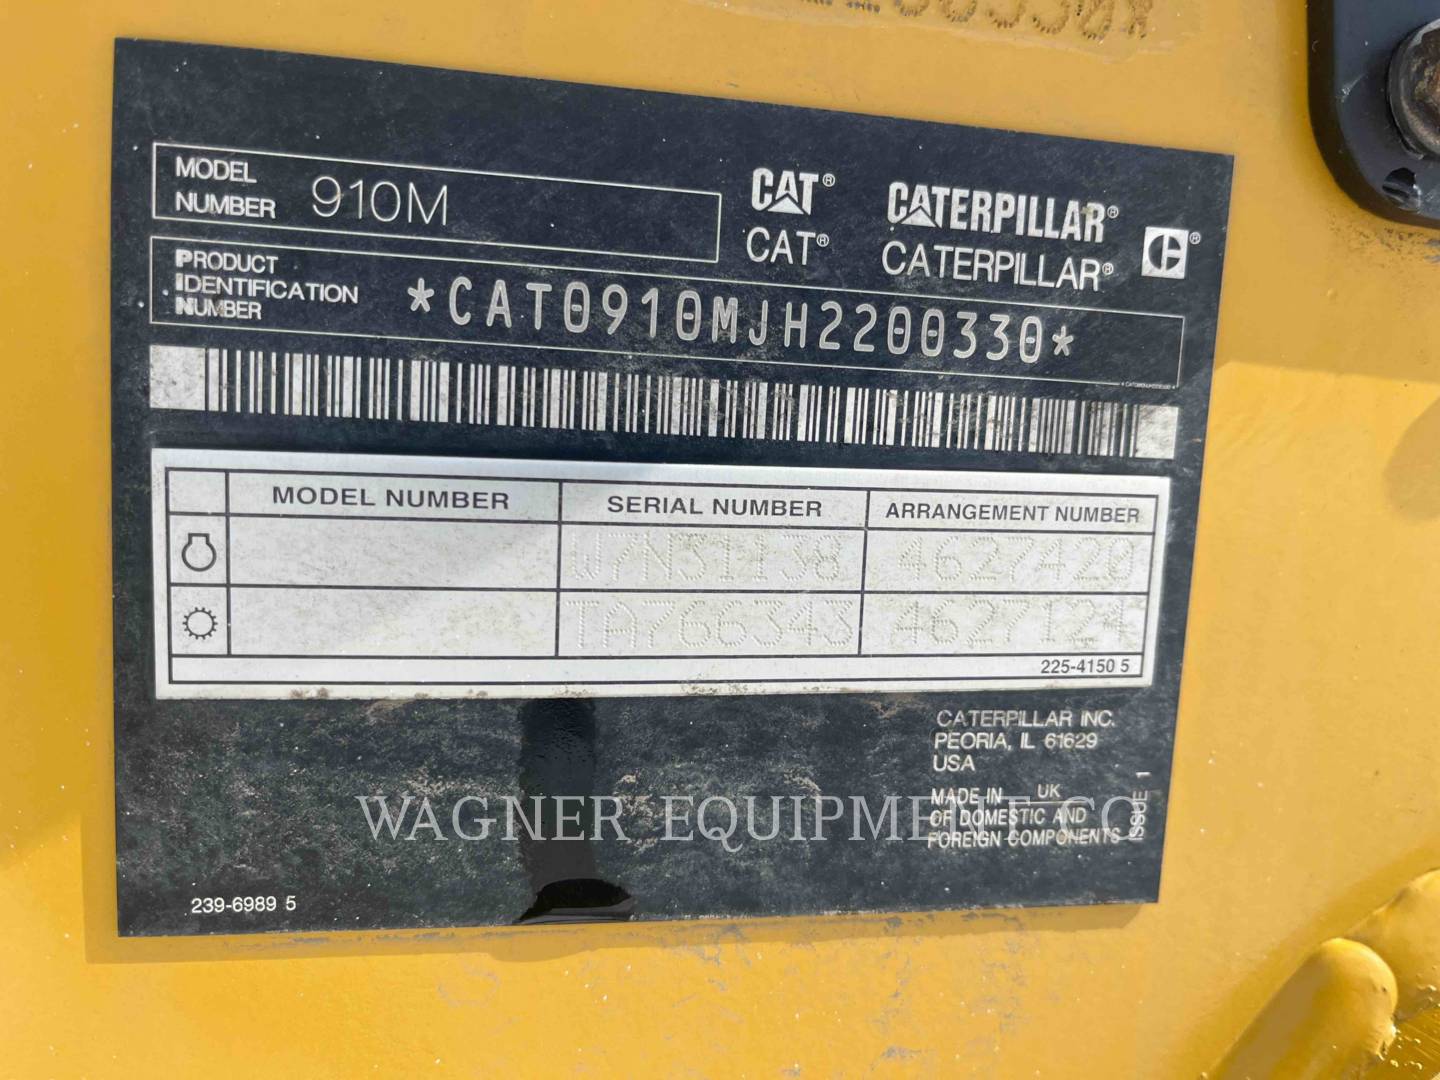 MODEL
NUMBER 910M
CAT® CATERPILLAR® ®
CAT® CATERPILLAR®
PRODUCT
IDENTIFICATION
NUMBER
*CAT0910MJH2200330*
MODEL NUMBER SERIAL NUMBER ARRANGEMENT NUMBER
W7N31138 4627420
TA766343 4627124
225-4150 5
CATERPILLAR INC.
PEORIA, IL 61629
USA
MADE IN UK
OF DOMESTIC AND
FOREIGN COMPONENTS
ISSUE 1
WAGNER EQUIPMENT CO
239-6989 5